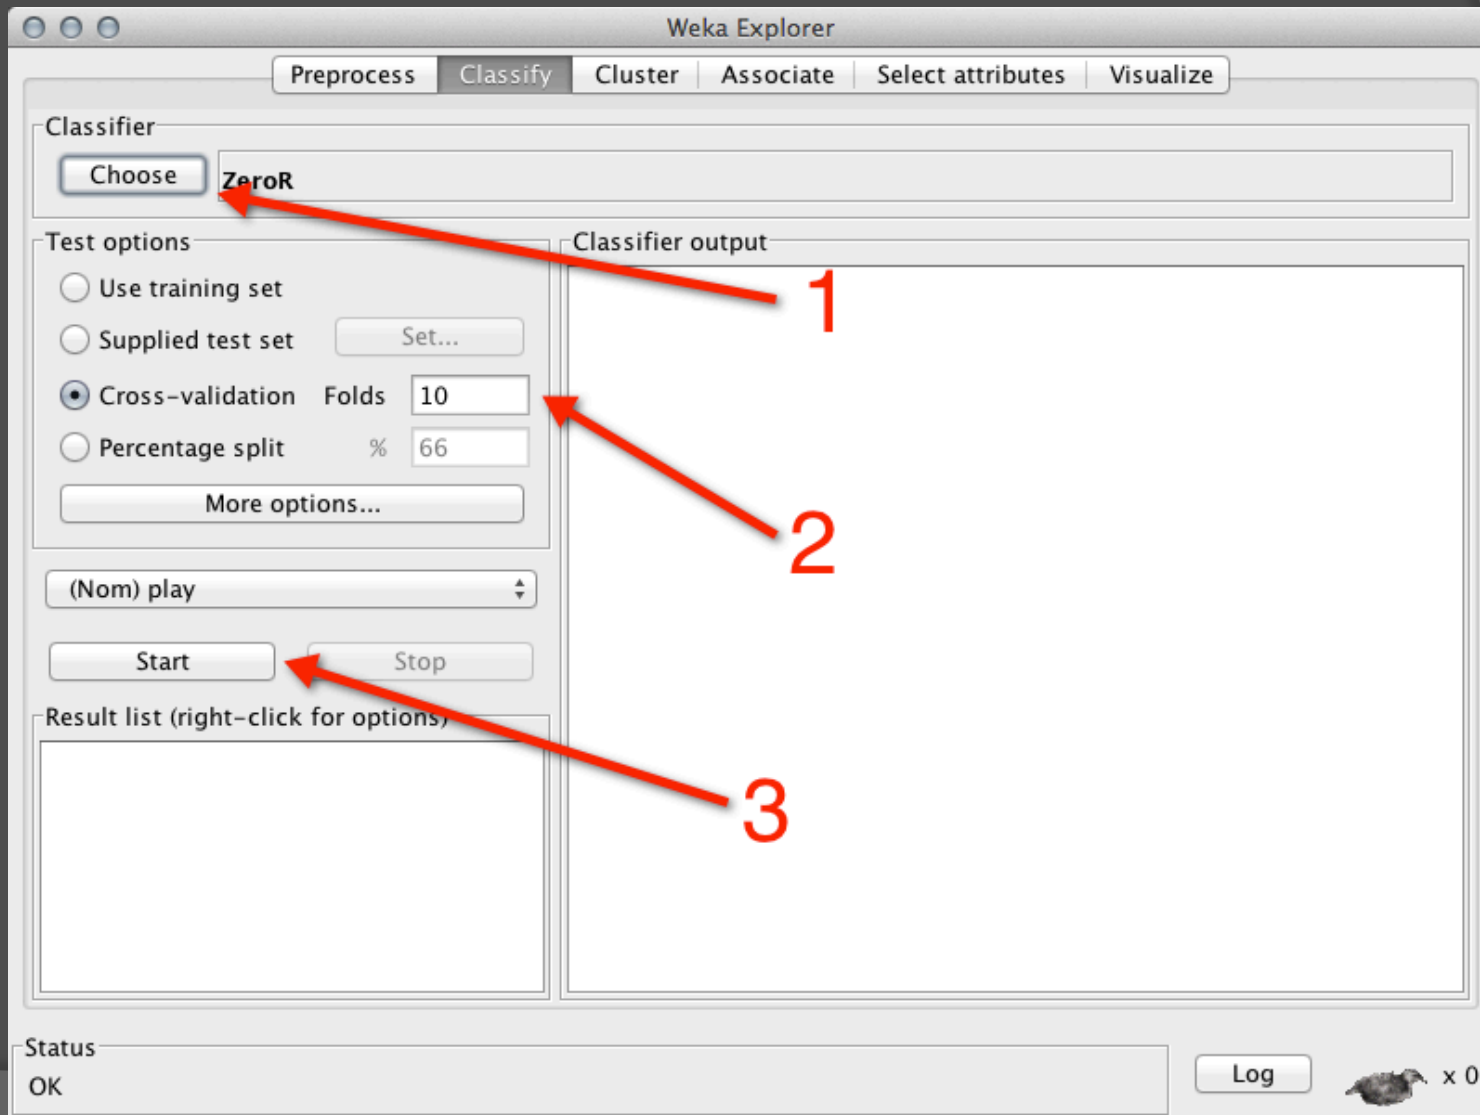 Weka Explorer
Preprocess Classify Cluster Associate Select attributes Visualize
Classifier
Choose ZeroR
Test options
Classifier output
Use training set
1
Supplied test set Set...
Cross-validation Folds 10
Percentage split % 66
More options...
2
(Nom) play
Start Stop
Result list (right-click for options)
3
Status
OK
Log x 0